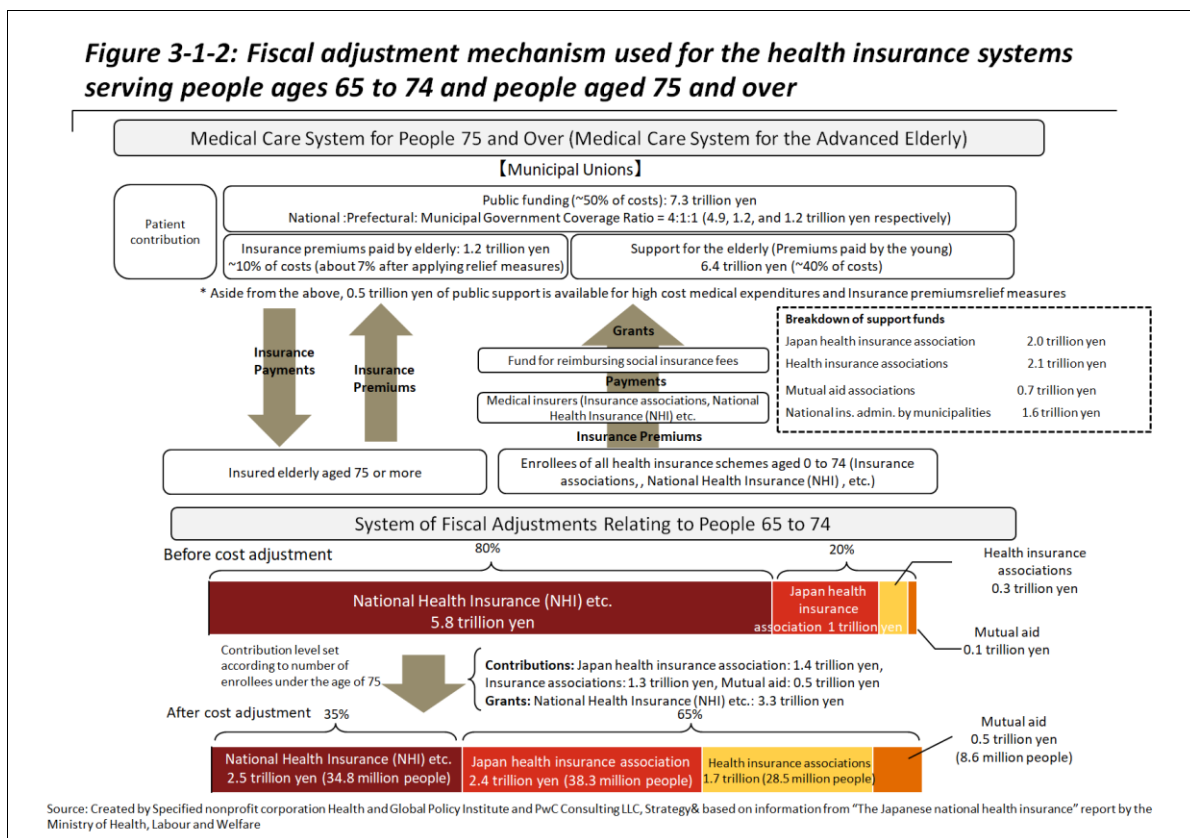 Figure 3-1-2: Fiscal adjustment mechanism used for the health insurance systems
serving people ages 65 to 74 and people aged 75 and over
Medical Care System for People 75 and Over (Medical Care System for the Advanced Elderly)
【Municipal Unions】
Patient
contribution
Public funding (~50% of costs): 7.3 trillion yen
National :Prefectural: Municipal Government Coverage Ratio = 4:1:1 (4.9, 1.2, and 1.2 trillion yen respectively)
Insurance premiums paid by elderly: 1.2 trillion yen
~10% of costs (about 7% after applying relief measures)
Support for the elderly (Premiums paid by the young)
6.4 trillion yen (~40% of costs)
* Aside from the above, 0.5 trillion yen of public support is available for high cost medical expenditures and Insurance premiumsrelief measures
Insurance
Payments
Insurance
Premiums
Grants
Fund for reimbursing social insurance fees
Payments
Medical insurers (Insurance associations, National
Health Insurance (NHI) etc.
Insurance Premiums
Breakdown of support funds
Japan health insurance association 2.0 trillion yen
Health insurance associations 2.1 trillion yen
Mutual aid associations 0.7 trillion yen
National ins. admin. by municipalities 1.6 trillion yen
Insured elderly aged 75 or more
Enrollees of all health insurance schemes aged 0 to 74 (Insurance
associations, , National Health Insurance (NHI) , etc.)
System of Fiscal Adjustments Relating to People 65 to 74
Before cost adjustment
80%
20%
Health insurance
associations
0.3 trillion yen
National Health Insurance (NHI) etc.
5.8 trillion yen
Japan health
insurance
association 1 trillion yen
Mutual aid
0.1 trillion yen
Contribution level set
according to number of
enrollees under the age of 75
Contributions: Japan health insurance association: 1.4 trillion yen,
Insurance associations: 1.3 trillion yen, Mutual aid: 0.5 trillion yen
Grants: National Health Insurance (NHI) etc.: 3.3 trillion yen
After cost adjustment
35%
65%
Mutual aid
0.5 trillion yen
(8.6 million people)
National Health Insurance (NHI) etc.
2.5 trillion yen (34.8 million people)
Japan health insurance association
2.4 trillion yen (38.3 million people)
Health insurance associations
1.7 trillion (28.5 million people)
Source: Created by Specified nonprofit corporation Health and Global Policy Institute and PwC Consulting LLC, Strategy& based on information from "The Japanese national health insurance" report by the
Ministry of Health, Labour and Welfare